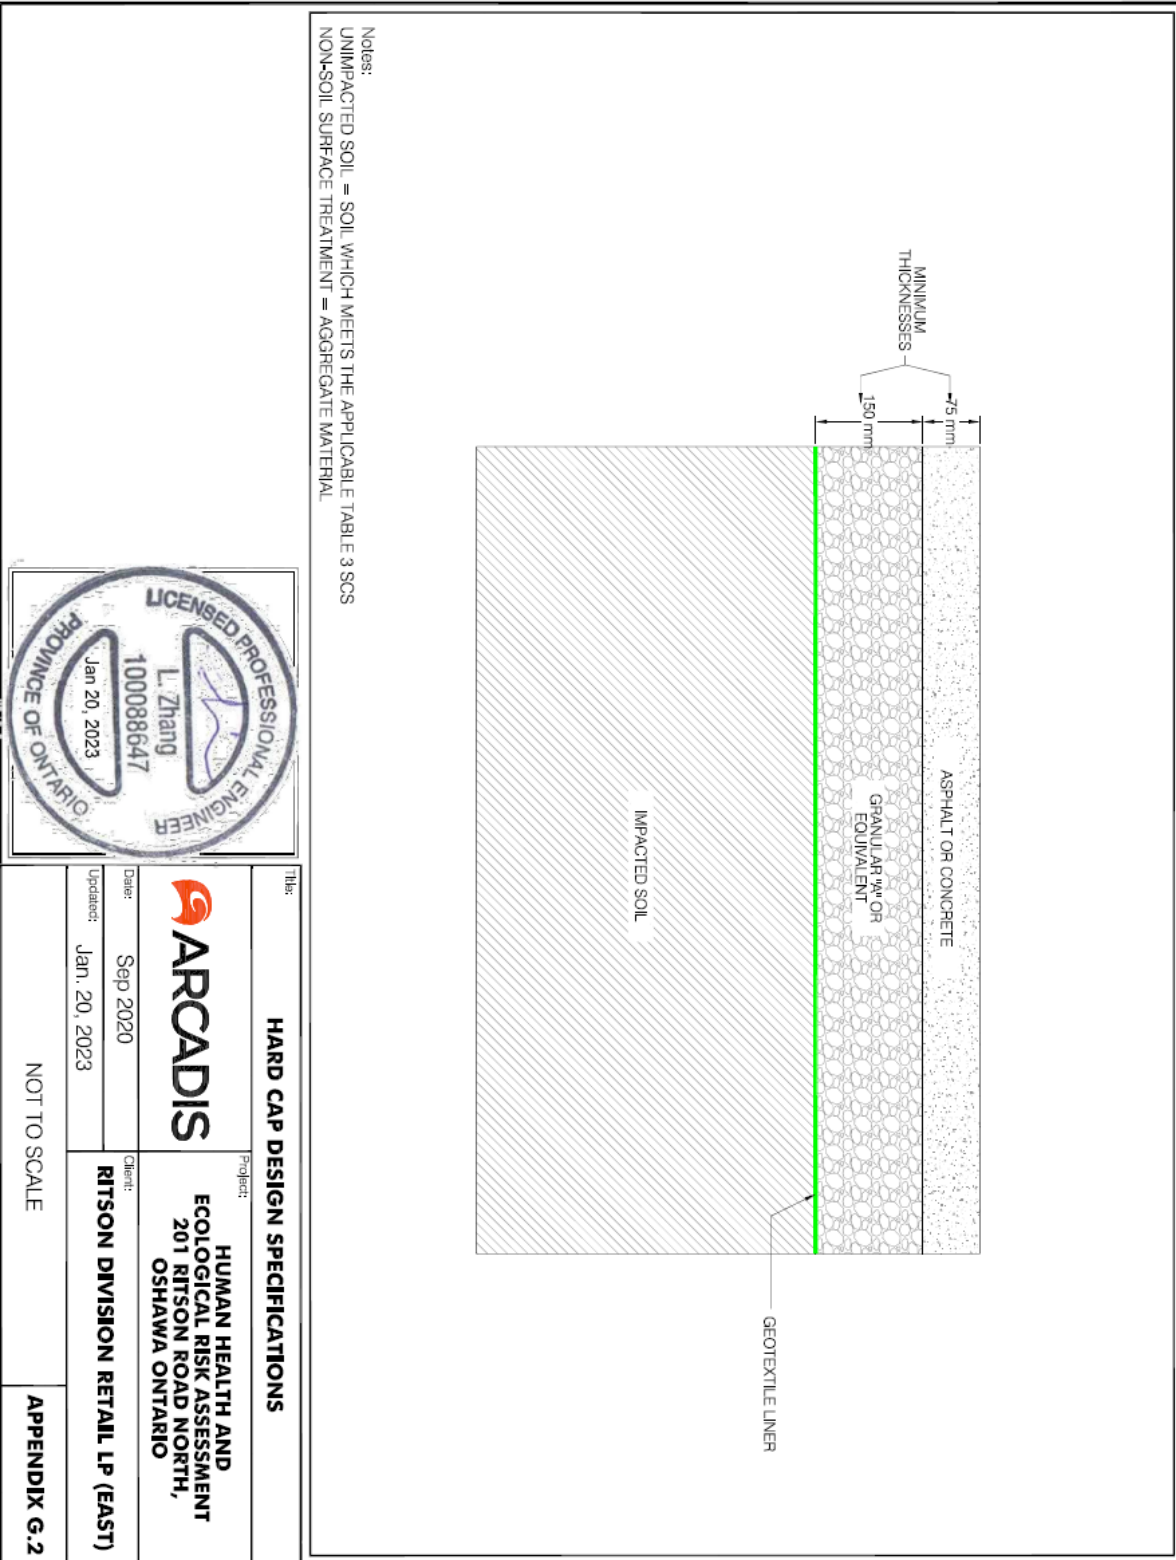 MINIMUM
THICKNESSES
75 mm
150 mm
ASPHALT OR CONCRETE
GRANULAR "A" OR
EQUIVALENT
IMPACTED SOIL
GEOTEXTILE LINER
Notes:
UNIMPACTED SOIL = SOIL WHICH MEETS THE APPLICABLE TABLE 3 SCS
NON-SOIL SURFACE TREATMENT = AGGREGATE MATERIAL
LICENSED PROFESSIONAL ENGINEER
L. Zhang
100088647
Jan 20, 2023
PROVINCE OF ONTARIO
Title:
HARD CAP DESIGN SPECIFICATIONS
ARCADIS
Project:
HUMAN HEALTH AND
ECOLOGICAL RISK ASSESSMENT
201 RITSON ROAD NORTH,
OSHAWA ONTARIO
Date:
Sep 2020
Updated:
Jan. 20, 2023
Client:
RITSON DIVISION RETAIL LP (EAST)
NOT TO SCALE
APPENDIX G.2